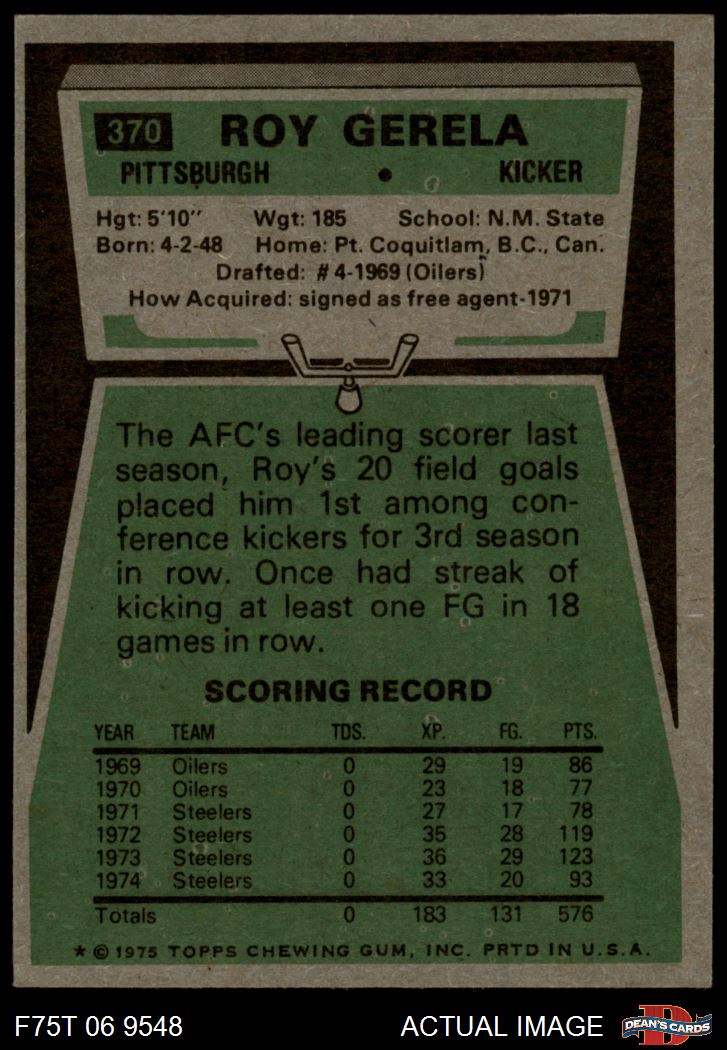 370 ROY GERELA
PITTSBURGH • KICKER
Hgt: 5'10" Wgt: 185 School: N.M. State
Born: 4-2-48 Home: Pt. Coquitlam, B.C., Can.
Drafted: #4-1969 (Oilers)
How Acquired: signed as free agent-1971
The AFC's leading scorer last
season, Roy's 20 field goals
placed him 1st among con-
ference kickers for 3rd season
in row. Once had streak of
kicking at least one FG in 18
games in row.
SCORING RECORD
YEAR TEAM TDS. XP. FG. PTS.
1969 Oilers 0 29 19 86
1970 Oilers 0 23 18 77
1971 Steelers 0 27 17 78
1972 Steelers 0 35 28 119
1973 Steelers 0 36 29 123
1974 Steelers 0 33 20 93
Totals 0 183 131 576
* © 1975 TOPPS CHEWING GUM, INC. PRTD IN U.S.A.
F75T 06 9548 ACTUAL IMAGE D DEAN'S CARDS